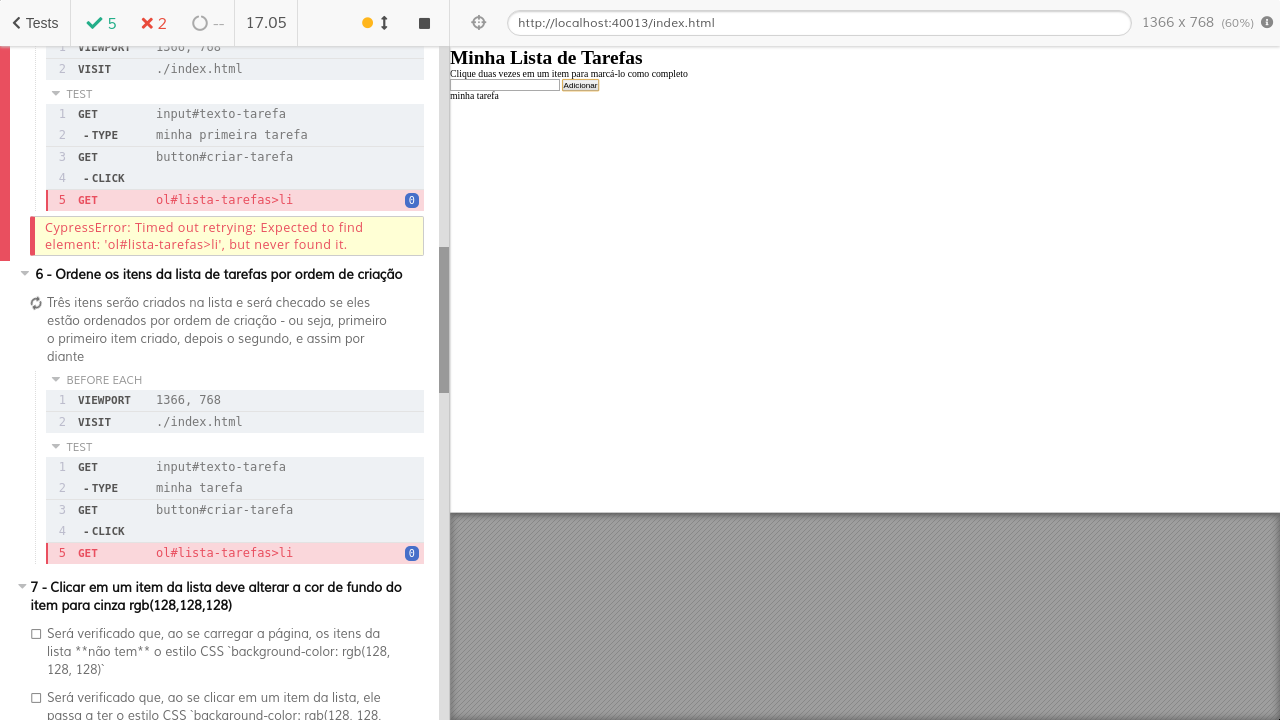 Tests
5
2
--
17.05
http://localhost:40013/index.html
1366 x 768 (60%)
1 VIEWPORT 1366, 768
2 VISIT ./index.html
TEST
1 GET input#texto-tarefa
2 -TYPE minha primeira tarefa
3 GET button#criar-tarefa
4 -CLICK
5 GET ol#lista-tarefas>li 0
CypressError: Timed out retrying: Expected to find
element: 'ol#lista-tarefas>li', but never found it.
6 - Ordene os itens da lista de tarefas por ordem de criação
Três itens serão criados na lista e será checado se eles
estão ordenados por ordem de criação - ou seja, primeiro
o primeiro item criado, depois o segundo, e assim por
diante
BEFORE EACH
1 VIEWPORT 1366, 768
2 VISIT ./index.html
TEST
1 GET input#texto-tarefa
2 -TYPE minha tarefa
3 GET button#criar-tarefa
4 -CLICK
5 GET ol#lista-tarefas>li 0
7 - Clicar em um item da lista deve alterar a cor de fundo do
item para cinza rgb(128,128,128)
Será verificado que, ao se carregar a página, os itens da
lista **não tem** o estilo CSS `background-color: rgb(128,
128, 128)`
Será verificado que, ao se clicar em um item da lista, ele
passa a ter o estilo CSS `background-color: rgb(128, 128,
Minha Lista de Tarefas
Clique duas vezes em um item para marcá-lo como completo
Adicionar
minha tarefa